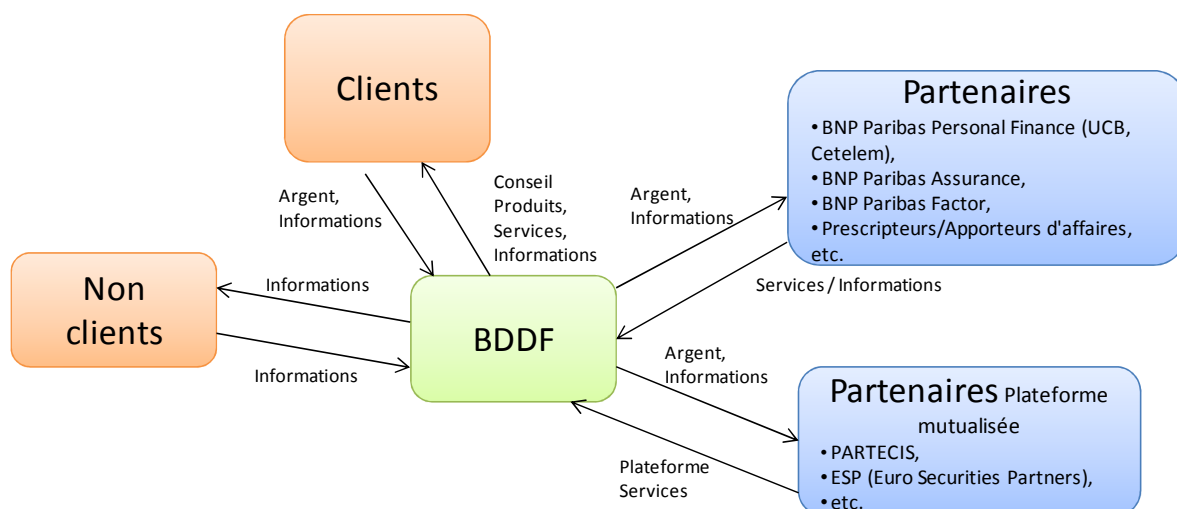 Clients
Partenaires
• BNP Paribas Personal Finance (UCB,
Cetelem),
• BNP Paribas Assurance,
• BNP Paribas Factor,
• Prescripteurs/Apporteurs d'affaires,
etc.
Argent,
Informations
Conseil
Produits,
Services,
Informations
Argent,
Informations
Non
clients
Informations
Informations
BDDF
Services / Informations
Argent,
Informations
Plateforme
Services
Partenaires Plateforme
mutualisée
• PARTECIS,
• ESP (Euro Securities Partners),
• etc.